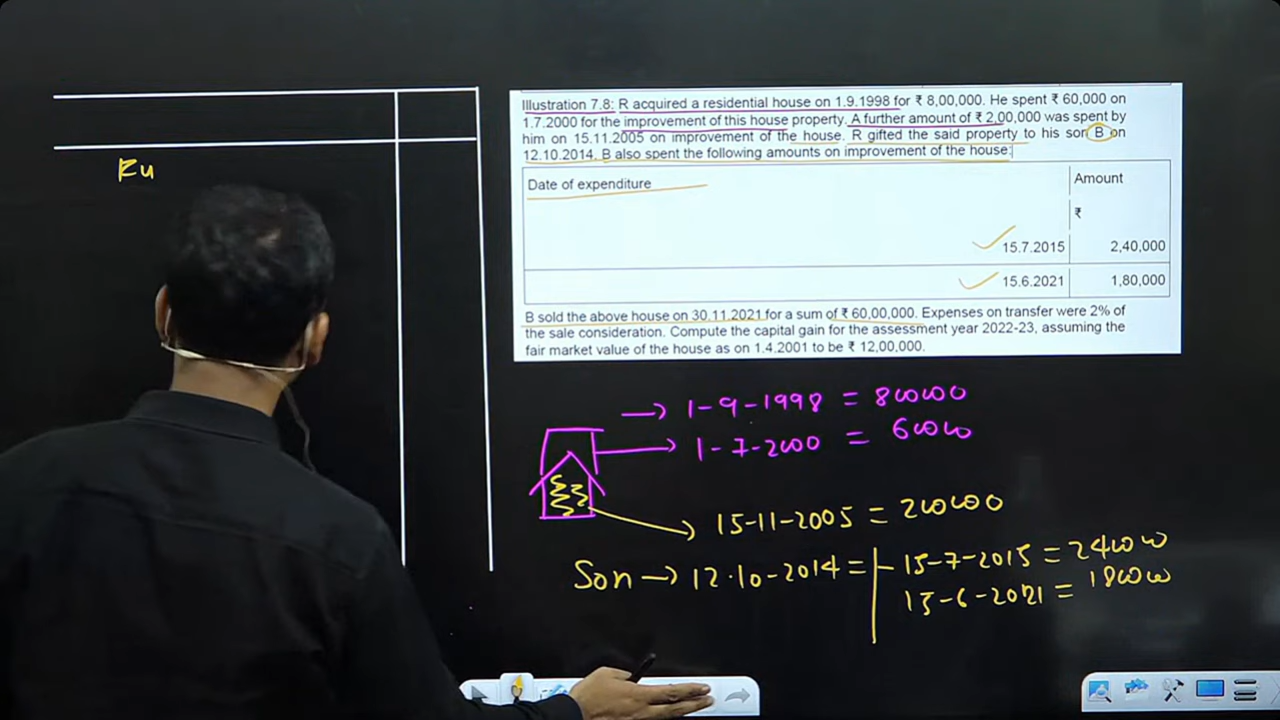 Ru
Illustration 7.8: R acquired a residential house on 1.9.1998 for ₹ 8,00,000. He spent ₹ 60,000 on
1.7.2000 for the improvement of this house property. A further amount of ₹ 2,00,000 was spent by
him on 15.11.2005 on improvement of the house. R gifted the said property to his son B on
12.10.2014. B also spent the following amounts on improvement of the house:
Date of expenditure Amount
₹
15.7.2015 2,40,000
15.6.2021 1,80,000
B sold the above house on 30.11.2021 for a sum of ₹ 60,00,000. Expenses on transfer were 2% of
the sale consideration. Compute the capital gain for the assessment year 2022-23, assuming the
fair market value of the house as on 1.4.2001 to be ₹ 12,00,000.
→ 1-9-1998 = 800000
→ 1-7-2000 = 60000
→ 15-11-2005 = 200000
Son → 12.10-2014 = 15-7-2015 = 240000
15-6-2021 = 180000